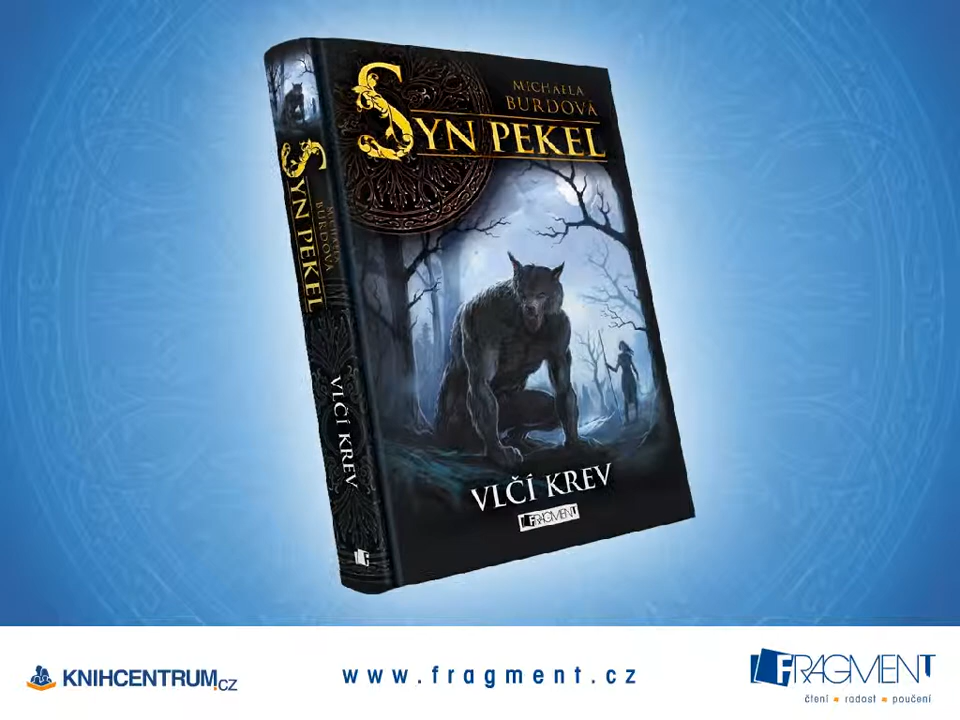 MICHAELA
BURDOVÁ
SYN PEKEL
VLČÍ KREV
FRAGMENT
SYN PEKEL
MICHAELA
BURDOVÁ
VLČÍ KREV
F
KNIHCENTRUM.CZ
www.fragment.cz
FRAGMENT
čtení radost poučení